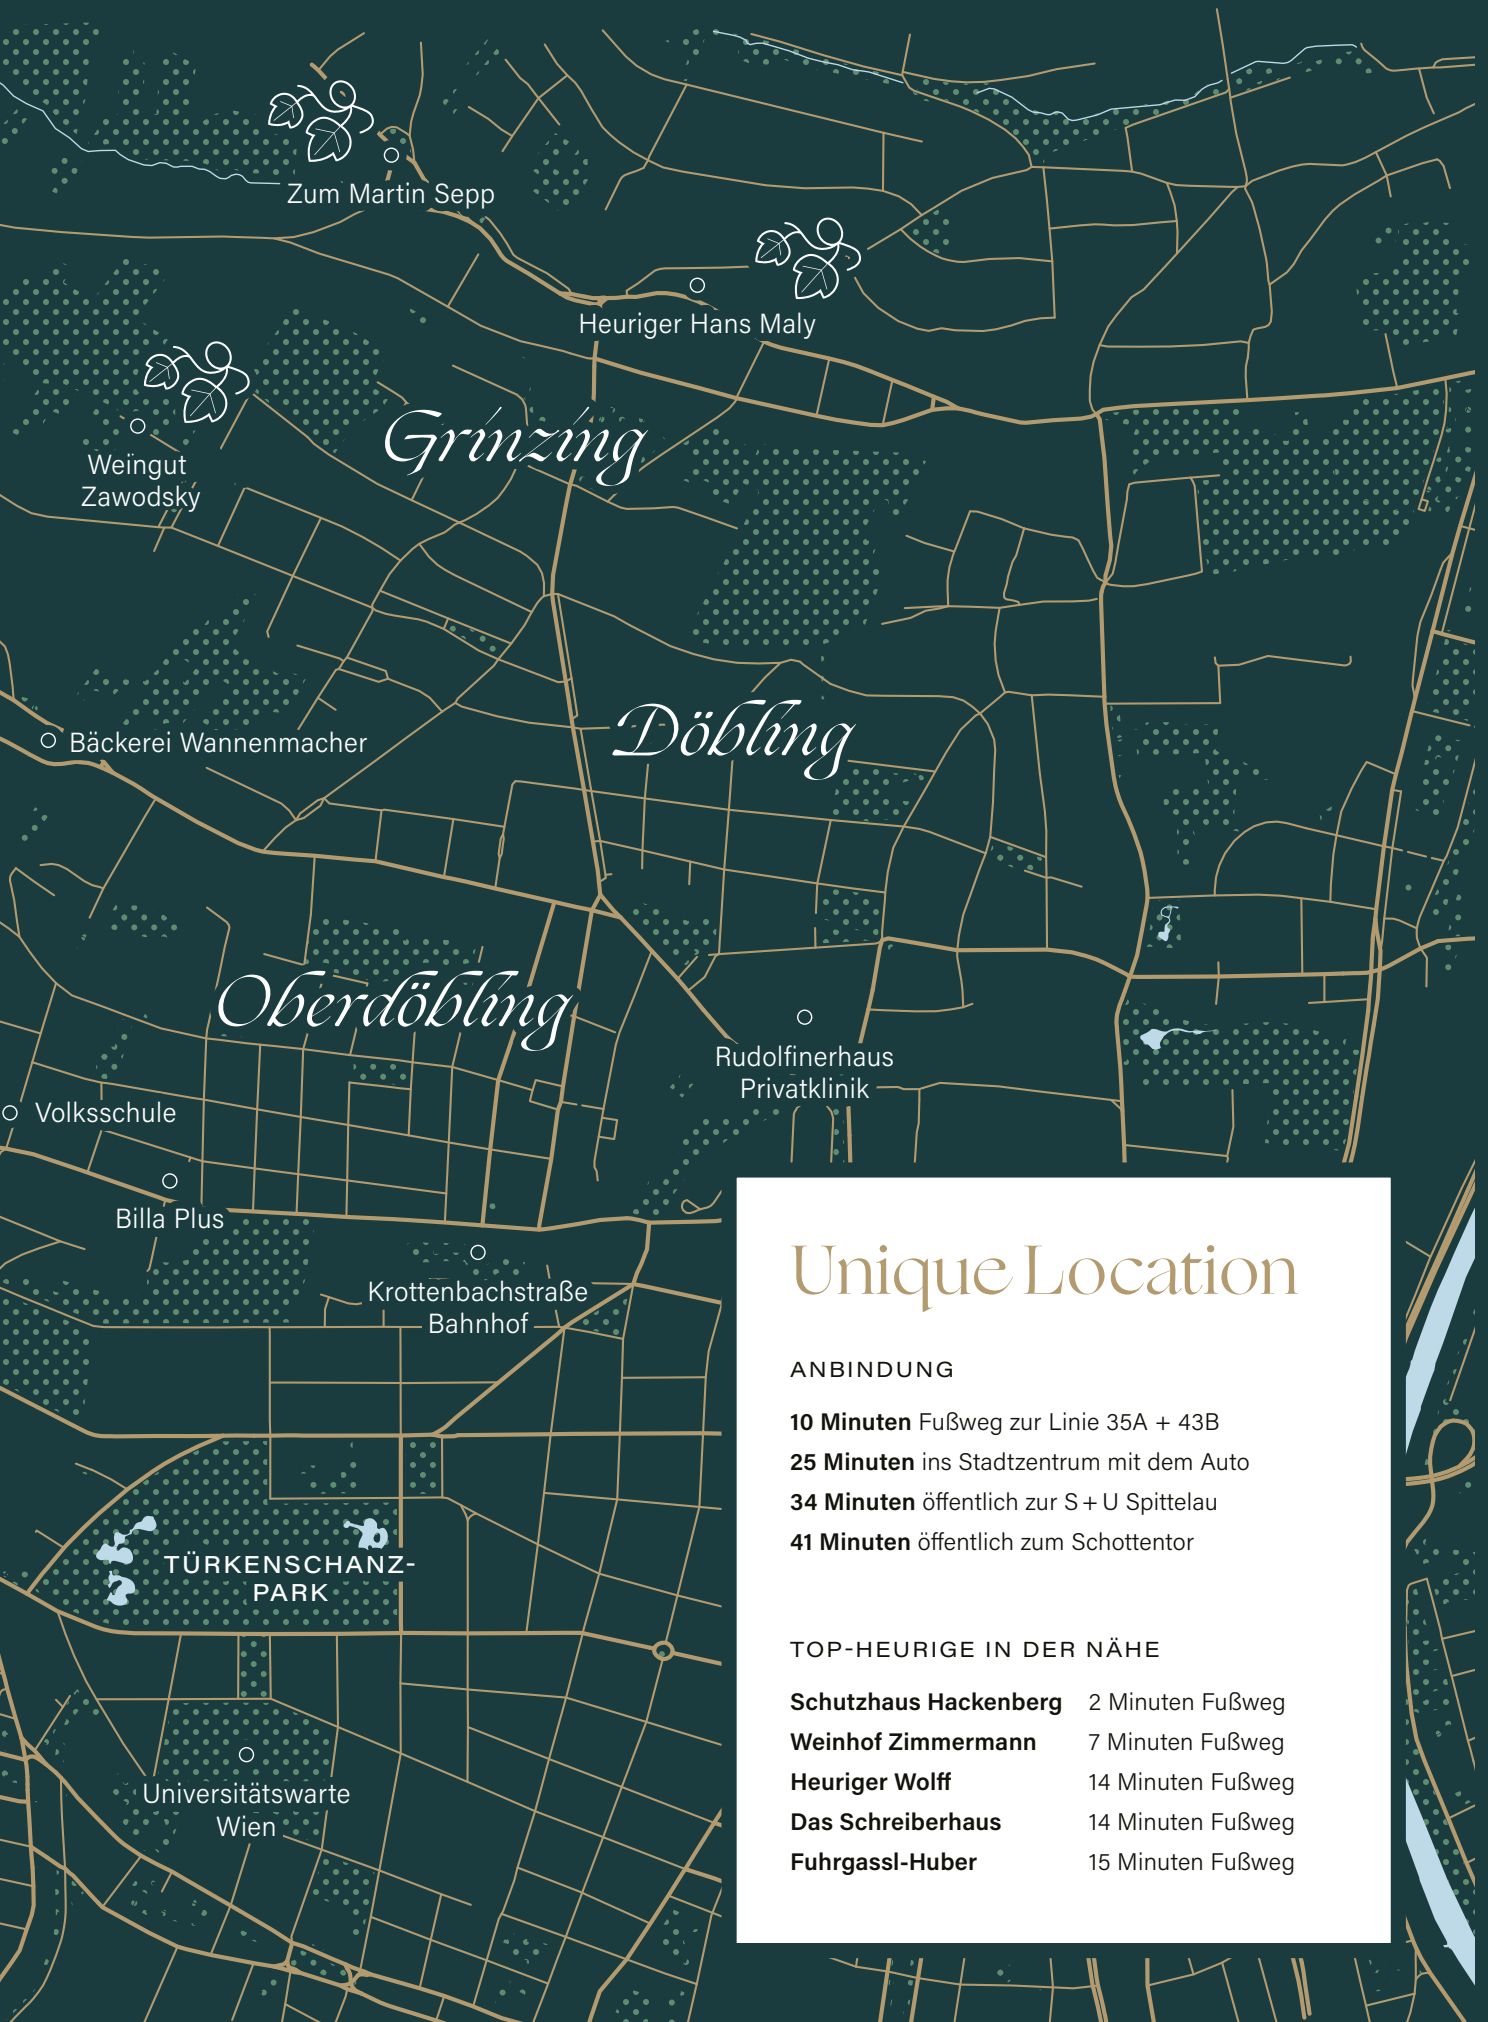 Zum Martin Sepp
Heuriger Hans Maly
Grinzing
Weingut
Zawodsky
Döbling
Bäckerei Wannenmacher
Oberdöbling
Rudolfinerhaus
Privatklinik
Volksschule
Billa Plus
Krottenbachstraße
Bahnhof
TÜRKENSCHANZ-
PARK
Universitätswarte
Wien
Unique Location
ANBINDUNG
10 Minuten Fußweg zur Linie 35A + 43B
25 Minuten ins Stadtzentrum mit dem Auto
34 Minuten öffentlich zur S + U Spittelau
41 Minuten öffentlich zum Schottentor
TOP-HEURIGE IN DER NÄHE
Schutzhaus Hackenberg 2 Minuten Fußweg
Weinhof Zimmermann 7 Minuten Fußweg
Heuriger Wolff 14 Minuten Fußweg
Das Schreiberhaus 14 Minuten Fußweg
Fuhrgassl-Huber 15 Minuten Fußweg